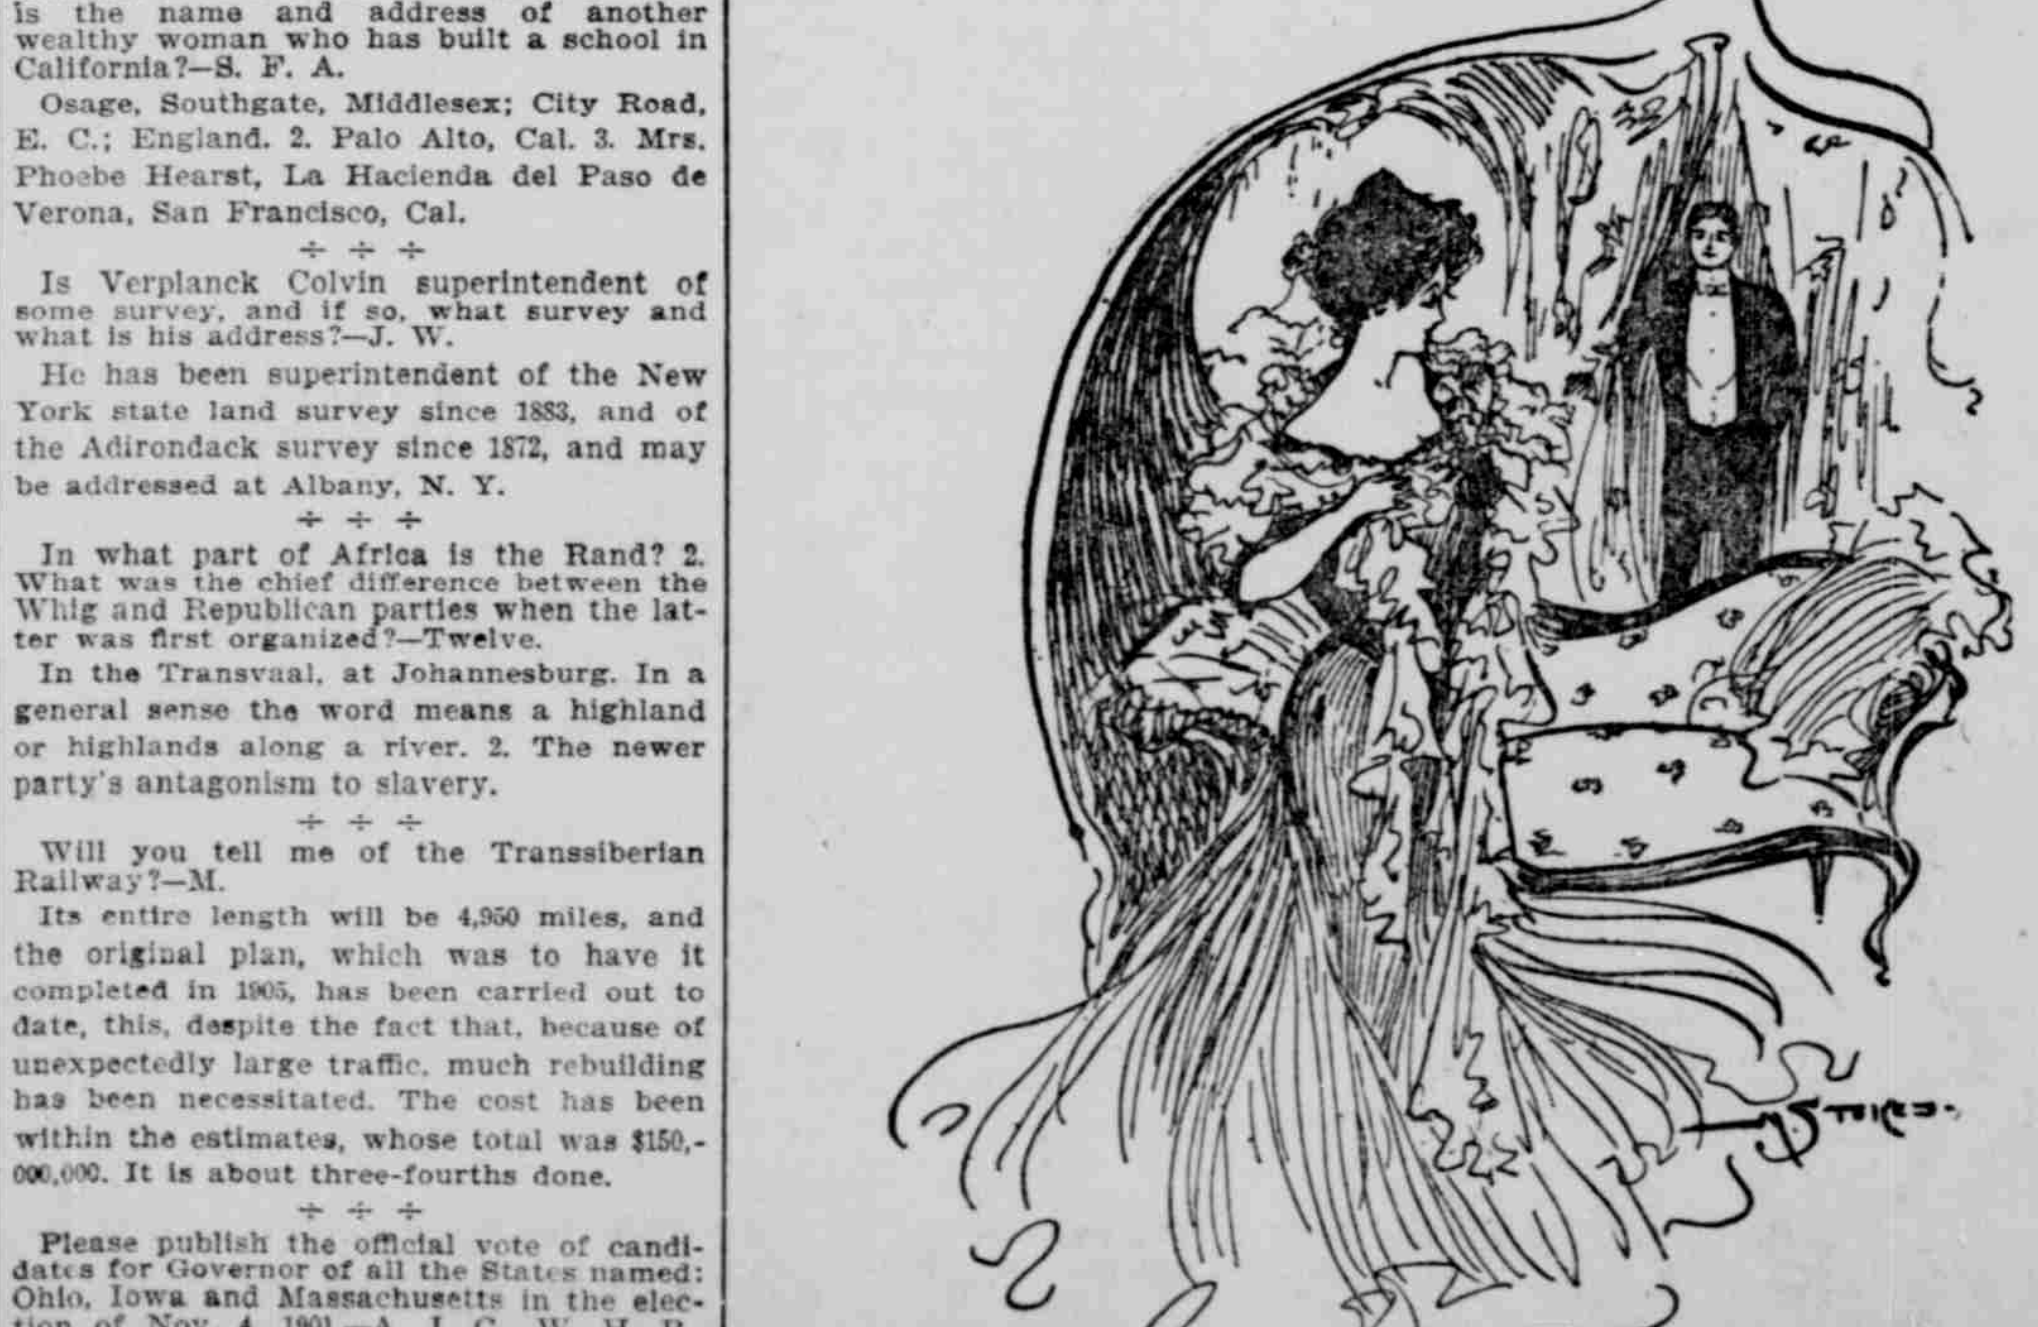 is the name and address of another
wealthy woman who has built a school in
California?—S. F. A.
Osage, Southgate, Middlesex; City Road,
E. C.; England. 2. Palo Alto, Cal. 3. Mrs.
Phoebe Hearst, La Hacienda del Paso de
Verona, San Francisco, Cal.
÷ ÷ ÷
Is Verplanck Colvin superintendent of
some survey, and if so, what survey and
what is his address?—J. W.
He has been superintendent of the New
York state land survey since 1883, and of
the Adirondack survey since 1872, and may
be addressed at Albany, N. Y.
÷ ÷ ÷
In what part of Africa is the Rand? 2.
What was the chief difference between the
Whig and Republican parties when the lat-
ter was first organized?—Twelve.
In the Transvaal, at Johannesburg. In a
general sense the word means a highland
or highlands along a river. 2. The newer
party's antagonism to slavery.
÷ ÷ ÷
Will you tell me of the Transsiberian
Railway?—M.
Its entire length will be 4,950 miles, and
the original plan, which was to have it
completed in 1905, has been carried out to
date, this, despite the fact that, because of
unexpectedly large traffic, much rebuilding
has been necessitated. The cost has been
within the estimates, whose total was $150,-
000,000. It is about three-fourths done.
÷ ÷ ÷
Please publish the official vote of candi-
dates for Governor of all the States named:
Ohio, Iowa and Massachusetts in the elec-
tion of Nov. 4, 1901.—A. J. C., W. H. B.